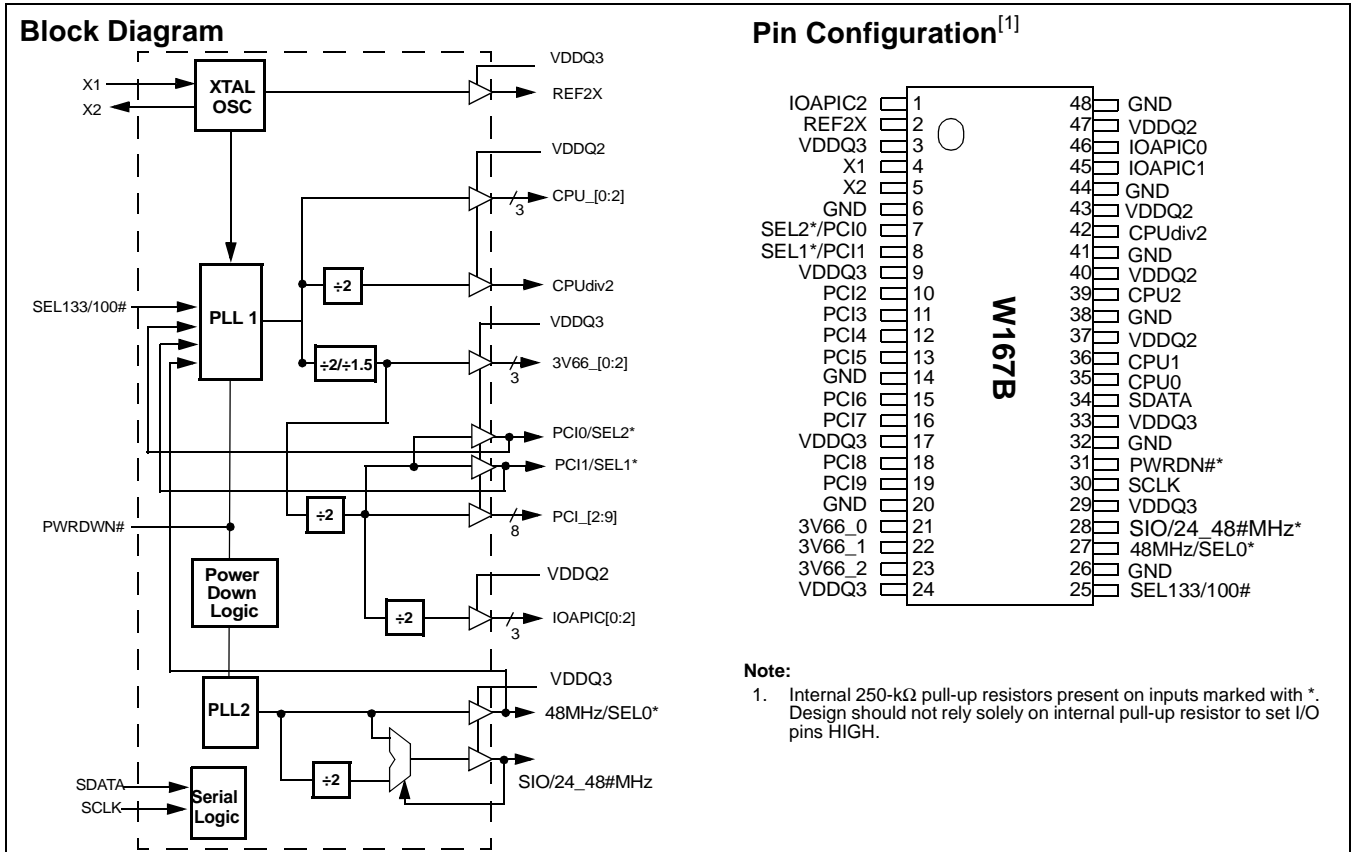 Block Diagram
X1
X2
XTAL
OSC
VDDQ3
REF2X
VDDQ2
CPU_[0:2]
3
÷2
CPUdiv2
SEL133/100#
PLL 1
VDDQ3
÷2/÷1.5
3V66_[0:2]
3
PCI0/SEL2*
PCI1/SEL1*
÷2
PCI_[2:9]
8
PWRDWN#
Power
Down
Logic
VDDQ2
÷2
IOAPIC[0:2]
3
VDDQ3
PLL2
48MHz/SEL0*
÷2
SIO/24_48#MHz
SDATA
SCLK
Serial
Logic
Pin Configuration[1]
IOAPIC2 1
REF2X 2
VDDQ3 3
X1 4
X2 5
GND 6
SEL2*/PCI0 7
SEL1*/PCI1 8
VDDQ3 9
PCI2 10
PCI3 11
PCI4 12
PCI5 13
GND 14
PCI6 15
PCI7 16
VDDQ3 17
PCI8 18
PCI9 19
GND 20
3V66_0 21
3V66_1 22
3V66_2 23
VDDQ3 24
W167B
48 GND
47 VDDQ2
46 IOAPIC0
45 IOAPIC1
44 GND
43 VDDQ2
42 CPUdiv2
41 GND
40 VDDQ2
39 CPU2
38 GND
37 VDDQ2
36 CPU1
35 CPU0
34 SDATA
33 VDDQ3
32 GND
31 PWRDN#*
30 SCLK
29 VDDQ3
28 SIO/24_48#MHz*
27 48MHz/SEL0*
26 GND
25 SEL133/100#
Note:
1. Internal 250-kΩ pull-up resistors present on inputs marked with *.
Design should not rely solely on internal pull-up resistor to set I/O
pins HIGH.